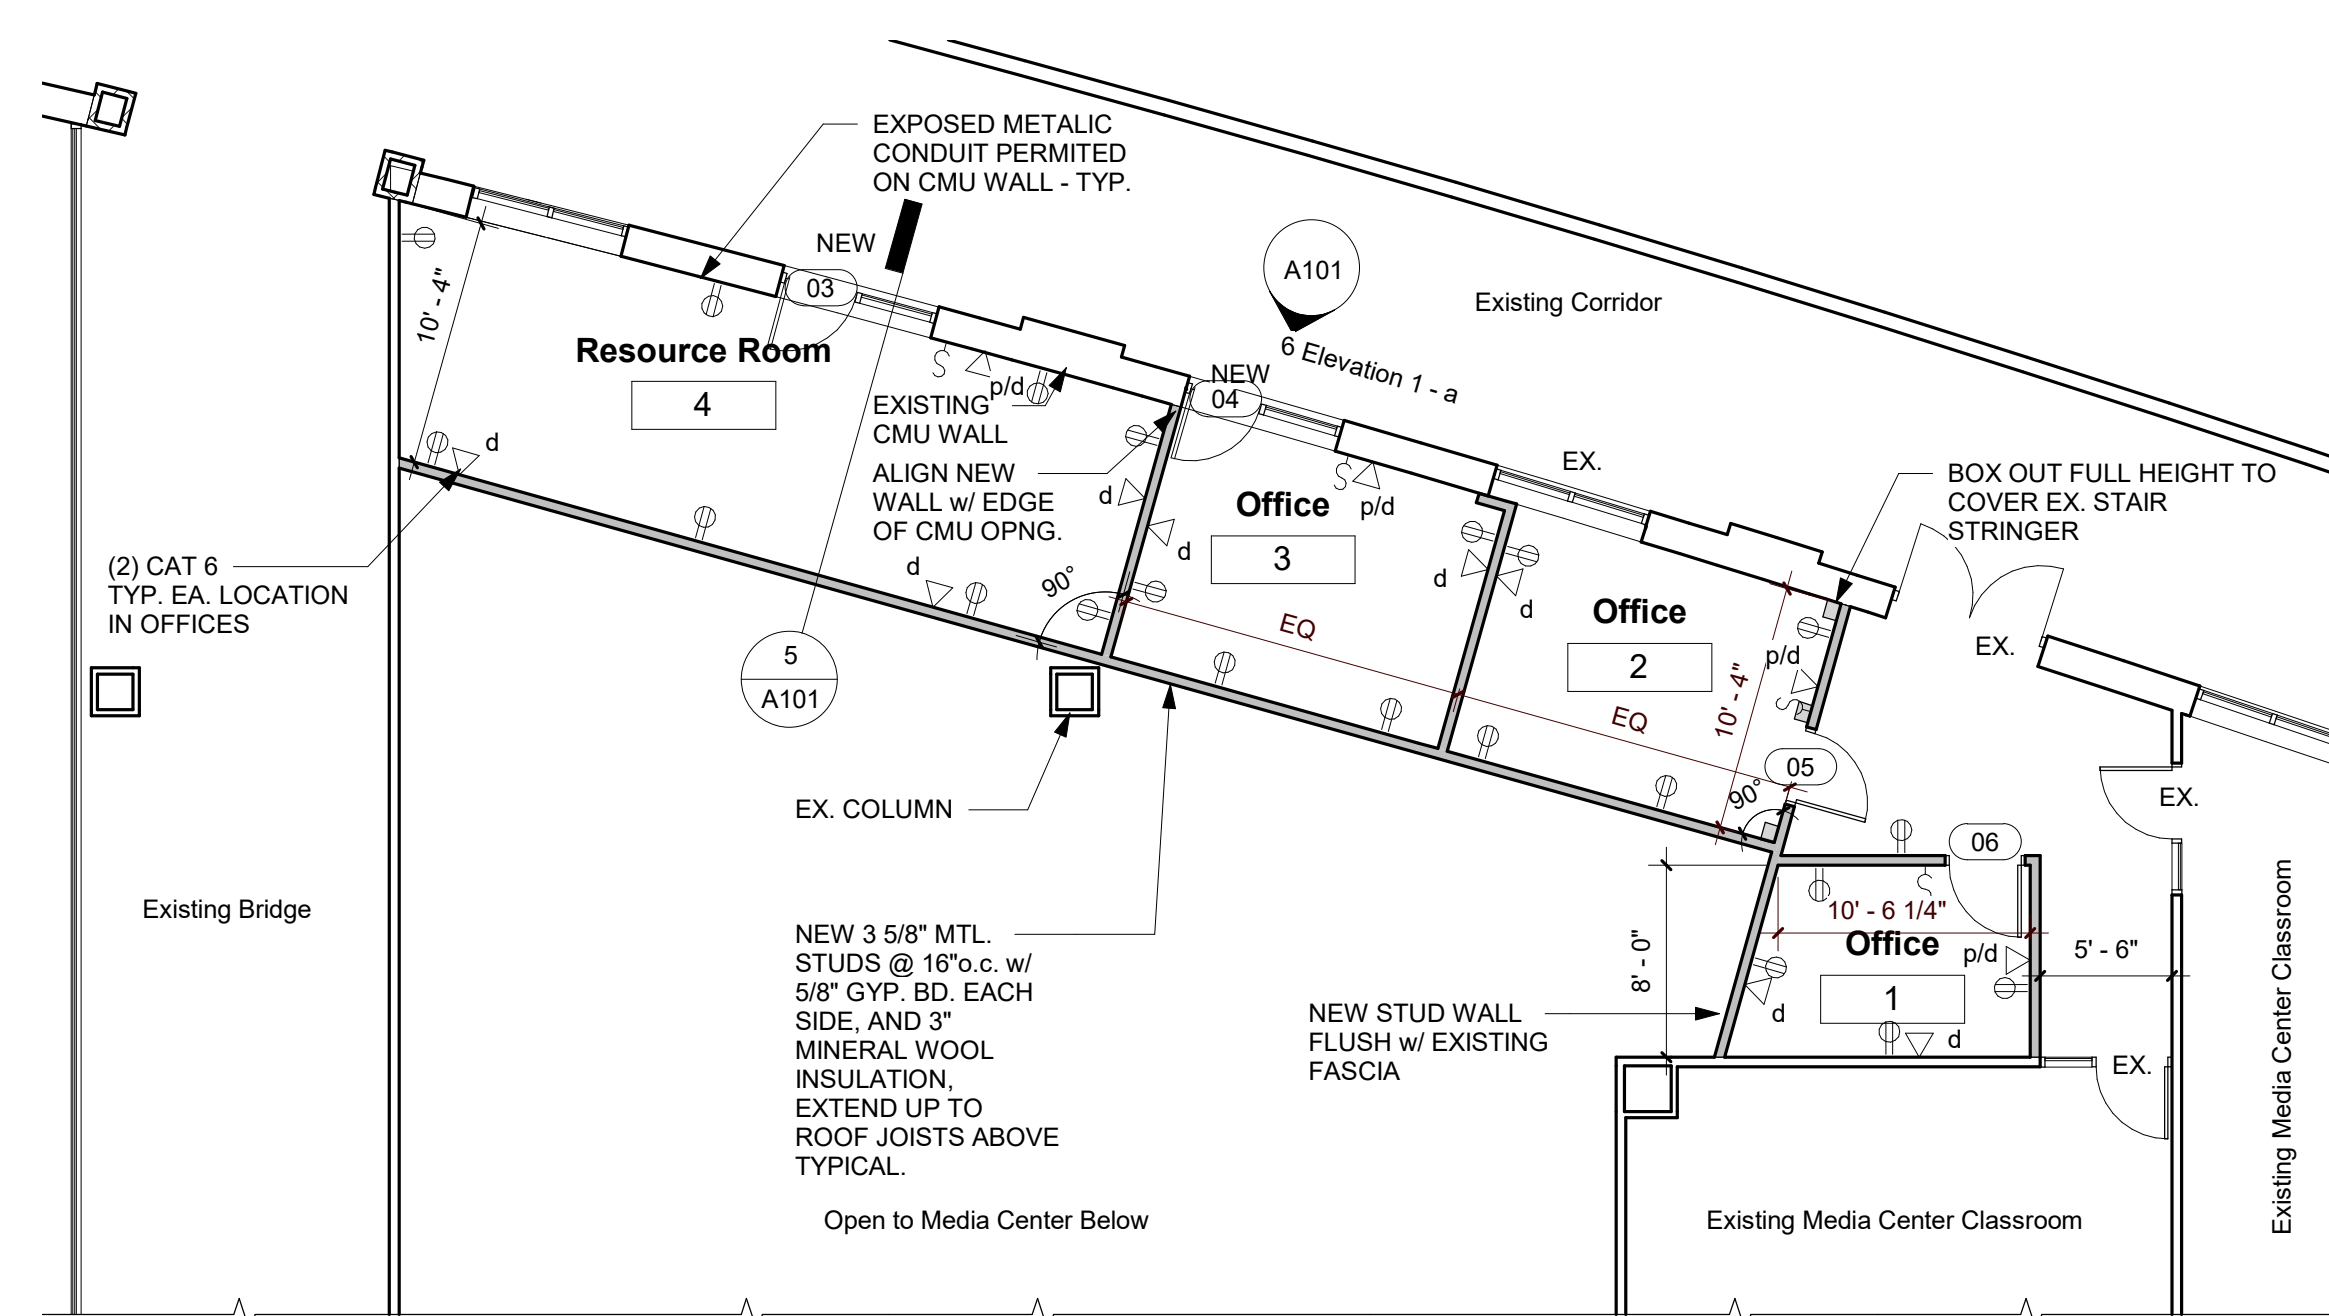 EXPOSED METALIC
CONDUIT PERMITED
ON CMU WALL - TYP.
NEW
03
A101
6 Elevation 1 - a
Existing Corridor
10' - 4"
Resource Room
4
p/d
NEW
04
EXISTING
CMU WALL
ALIGN NEW
WALL w/ EDGE
OF CMU OPNG.
d
d
d
d
EX.
BOX OUT FULL HEIGHT TO
COVER EX. STAIR
STRINGER
Office
3
p/d
d
d
(2) CAT 6
TYP. EA. LOCATION
IN OFFICES
90°
EQ
Office
2
p/d
EX.
5
A101
EQ
10' - 4"
05
90°
EX.
EX. COLUMN
06
Existing Bridge
NEW 3 5/8" MTL.
STUDS @ 16"o.c. w/
5/8" GYP. BD. EACH
SIDE, AND 3"
MINERAL WOOL
INSULATION,
EXTEND UP TO
ROOF JOISTS ABOVE
TYPICAL.
8' - 0"
10' - 6 1/4"
Office
1
p/d
d
d
5' - 6"
NEW STUD WALL
FLUSH w/ EXISTING
FASCIA
EX.
Existing Media Center Classroom
Open to Media Center Below
Existing Media Center Classroom